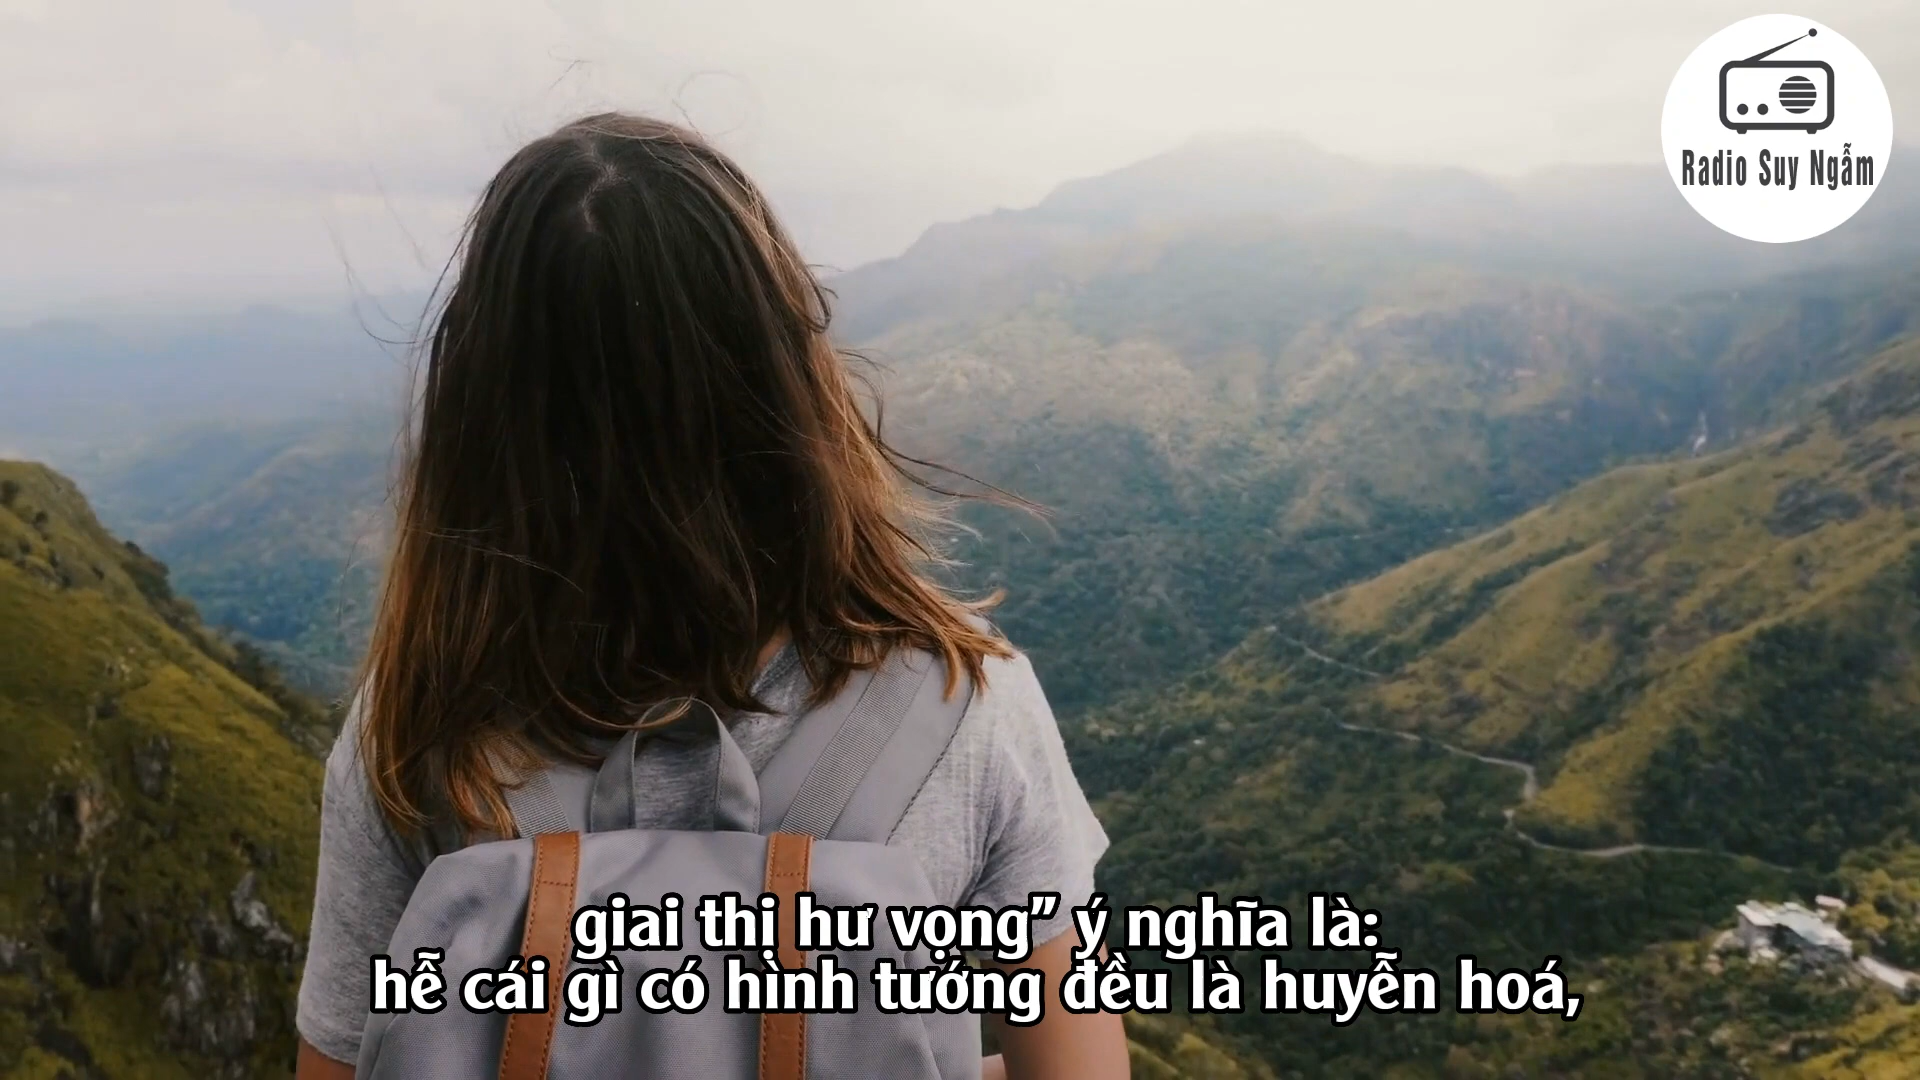 Radio Suy Ngẫm
giai thị hư vọng” ý nghĩa là:
hễ cái gì có hình tướng đều là huyễn hoá,